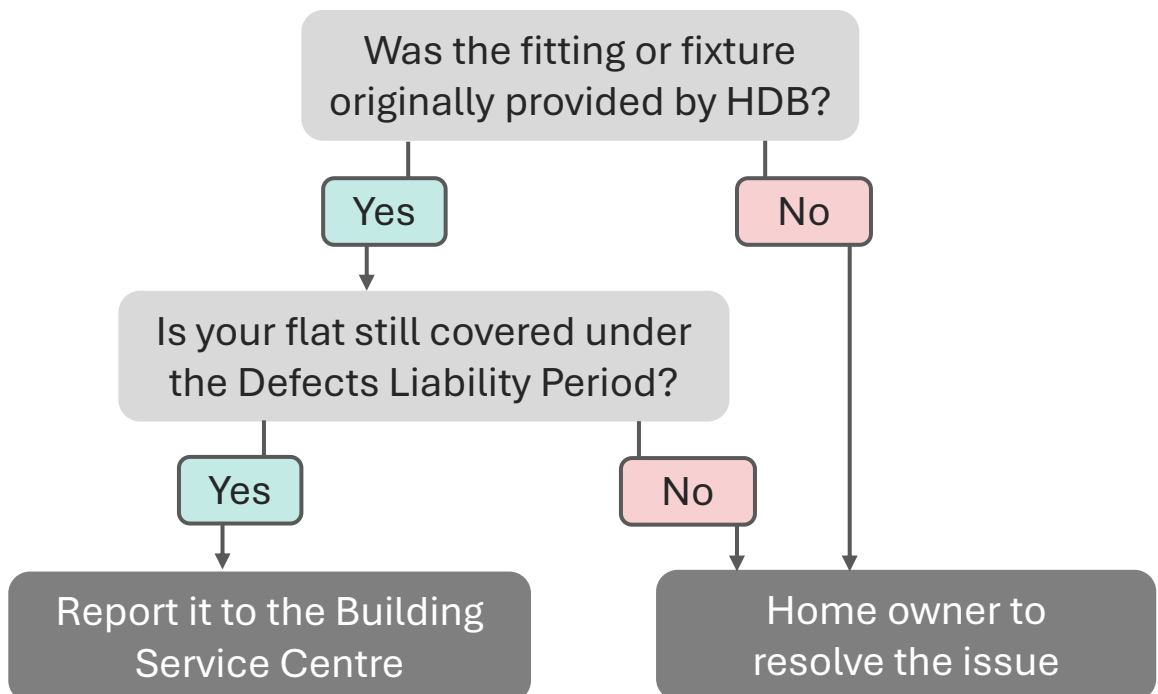 Was the fitting or fixture
originally provided by HDB?
Yes
No
Is your flat still covered under
the Defects Liability Period?
Yes
No
Report it to the Building
Service Centre
Home owner to
resolve the issue